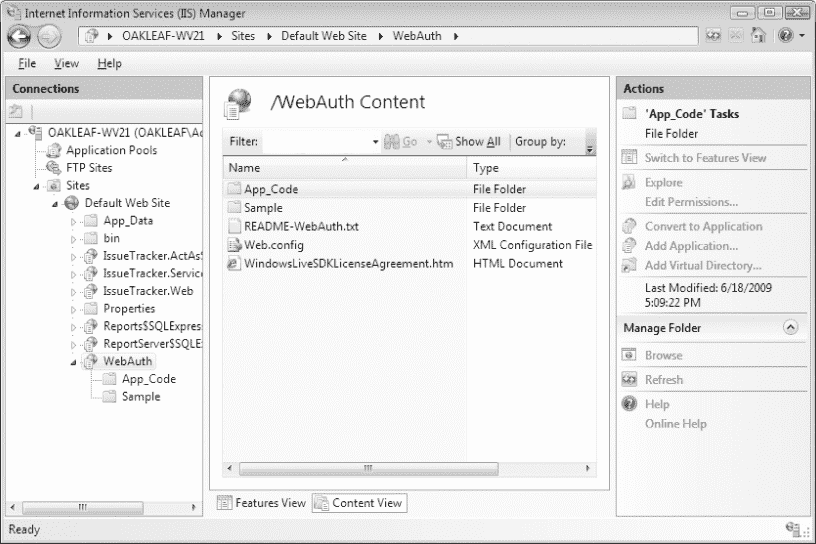 Internet Information Services (IIS) Manager
OAKLEAF-WV21 Sites Default Web Site WebAuth
File View Help
Connections
OAKLEAF-WV21 (OAKLEAF\Ad
Application Pools
FTP Sites
Sites
Default Web Site
App_Data
bin
IssueTracker.ActAsS
IssueTracker.Service
IssueTracker.Web
Properties
Reports$SQLExpres
ReportServer$SQLE
WebAuth
App_Code
Sample
/WebAuth Content
Filter: Go Show All Group by:
Name Type
App_Code File Folder
Sample File Folder
README-WebAuth.txt Text Document
Web.config XML Configuration File
WindowsLiveSDKLicenseAgreement.htm HTML Document
Features View Content View
Actions
'App_Code' Tasks
File Folder
Switch to Features View
Explore
Edit Permissions...
Convert to Application
Add Application...
Add Virtual Directory...
Last Modified: 6/18/2009
5:09:22 PM
Manage Folder
Browse
Refresh
Help
Online Help
Ready